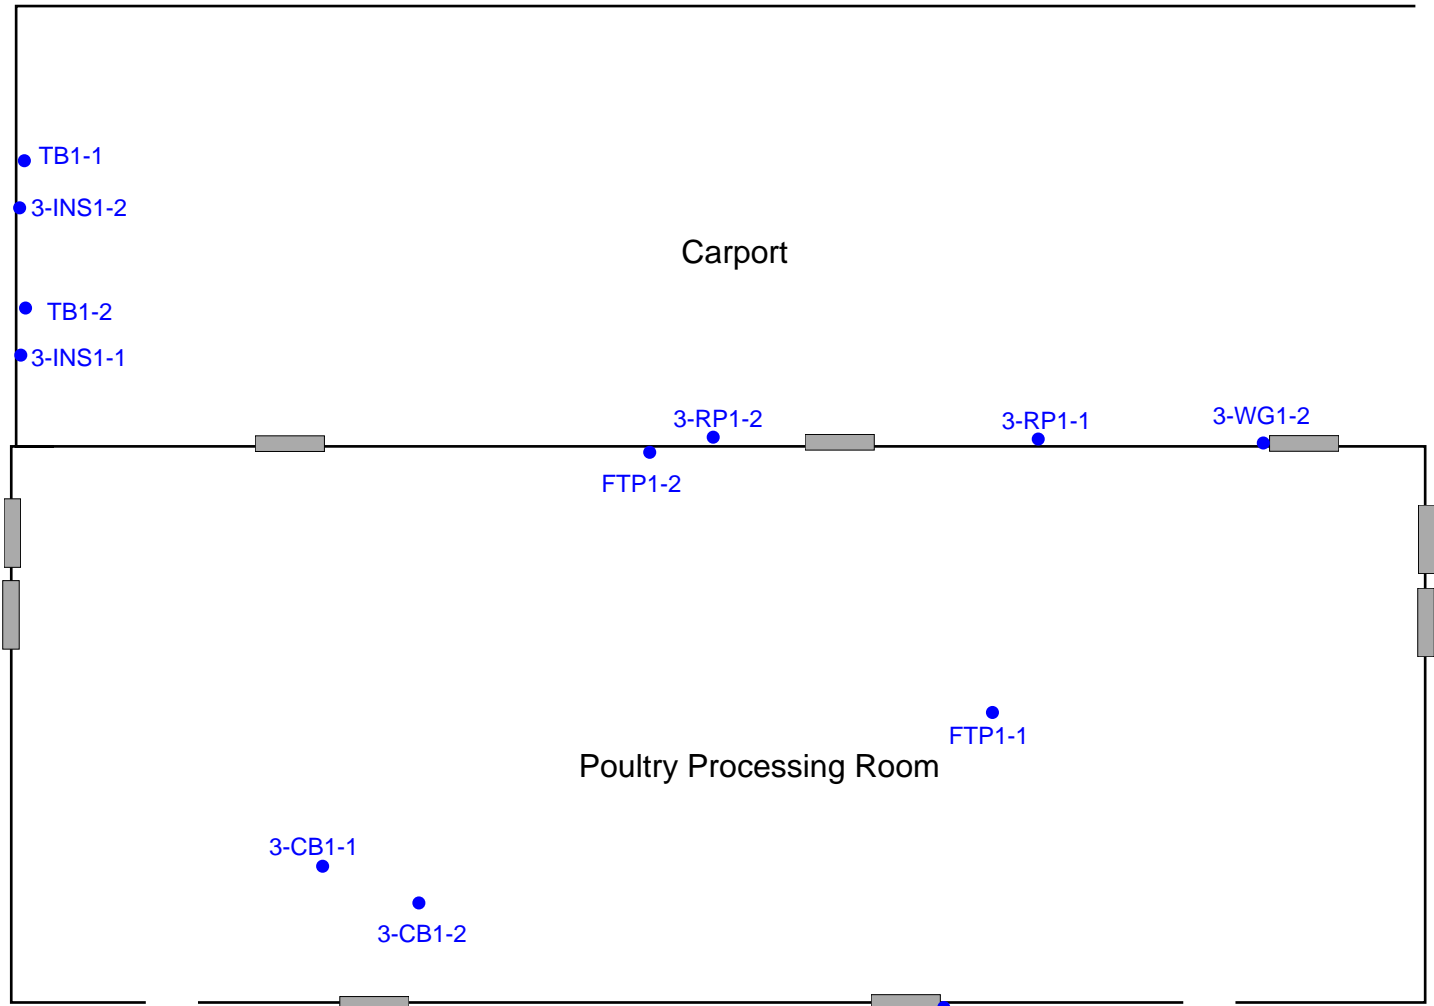 TB1-1
3-INS1-2
Carport
TB1-2
3-INS1-1
3-RP1-2
3-RP1-1
3-WG1-2
FTP1-2
FTP1-1
Poultry Processing Room
3-CB1-1
3-CB1-2